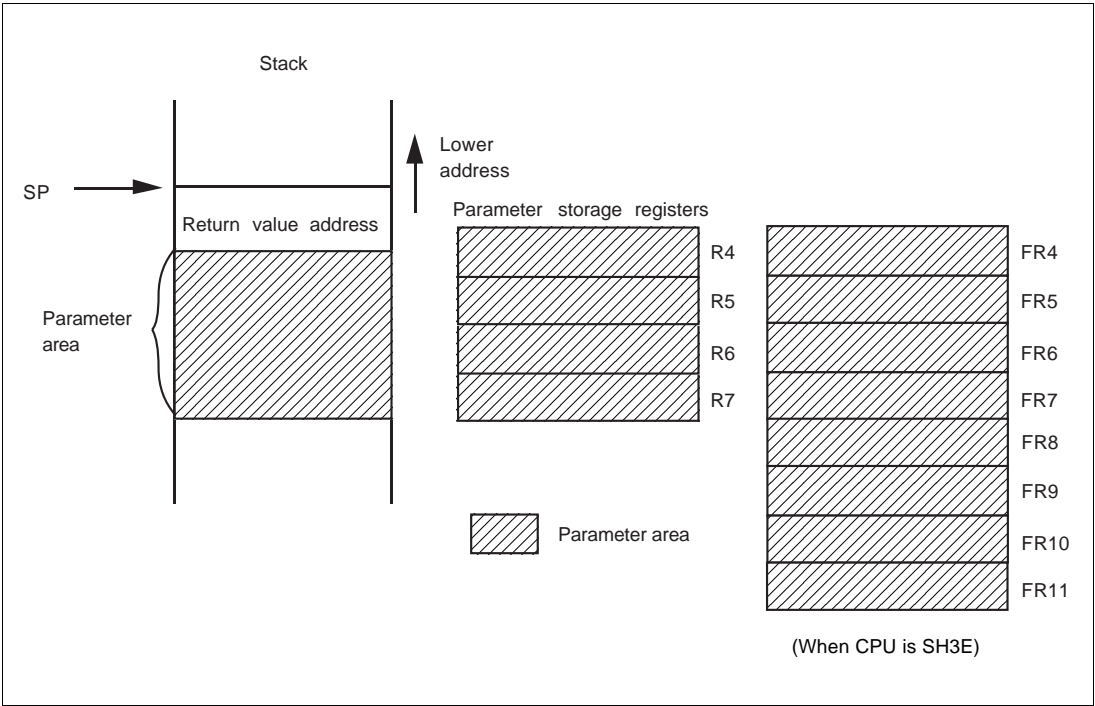 Stack
Lower
address
SP
Return value address
Parameter
area
Parameter storage registers
R4
R5
R6
R7
FR4
FR5
FR6
FR7
FR8
FR9
FR10
FR11
Parameter area
(When CPU is SH3E)